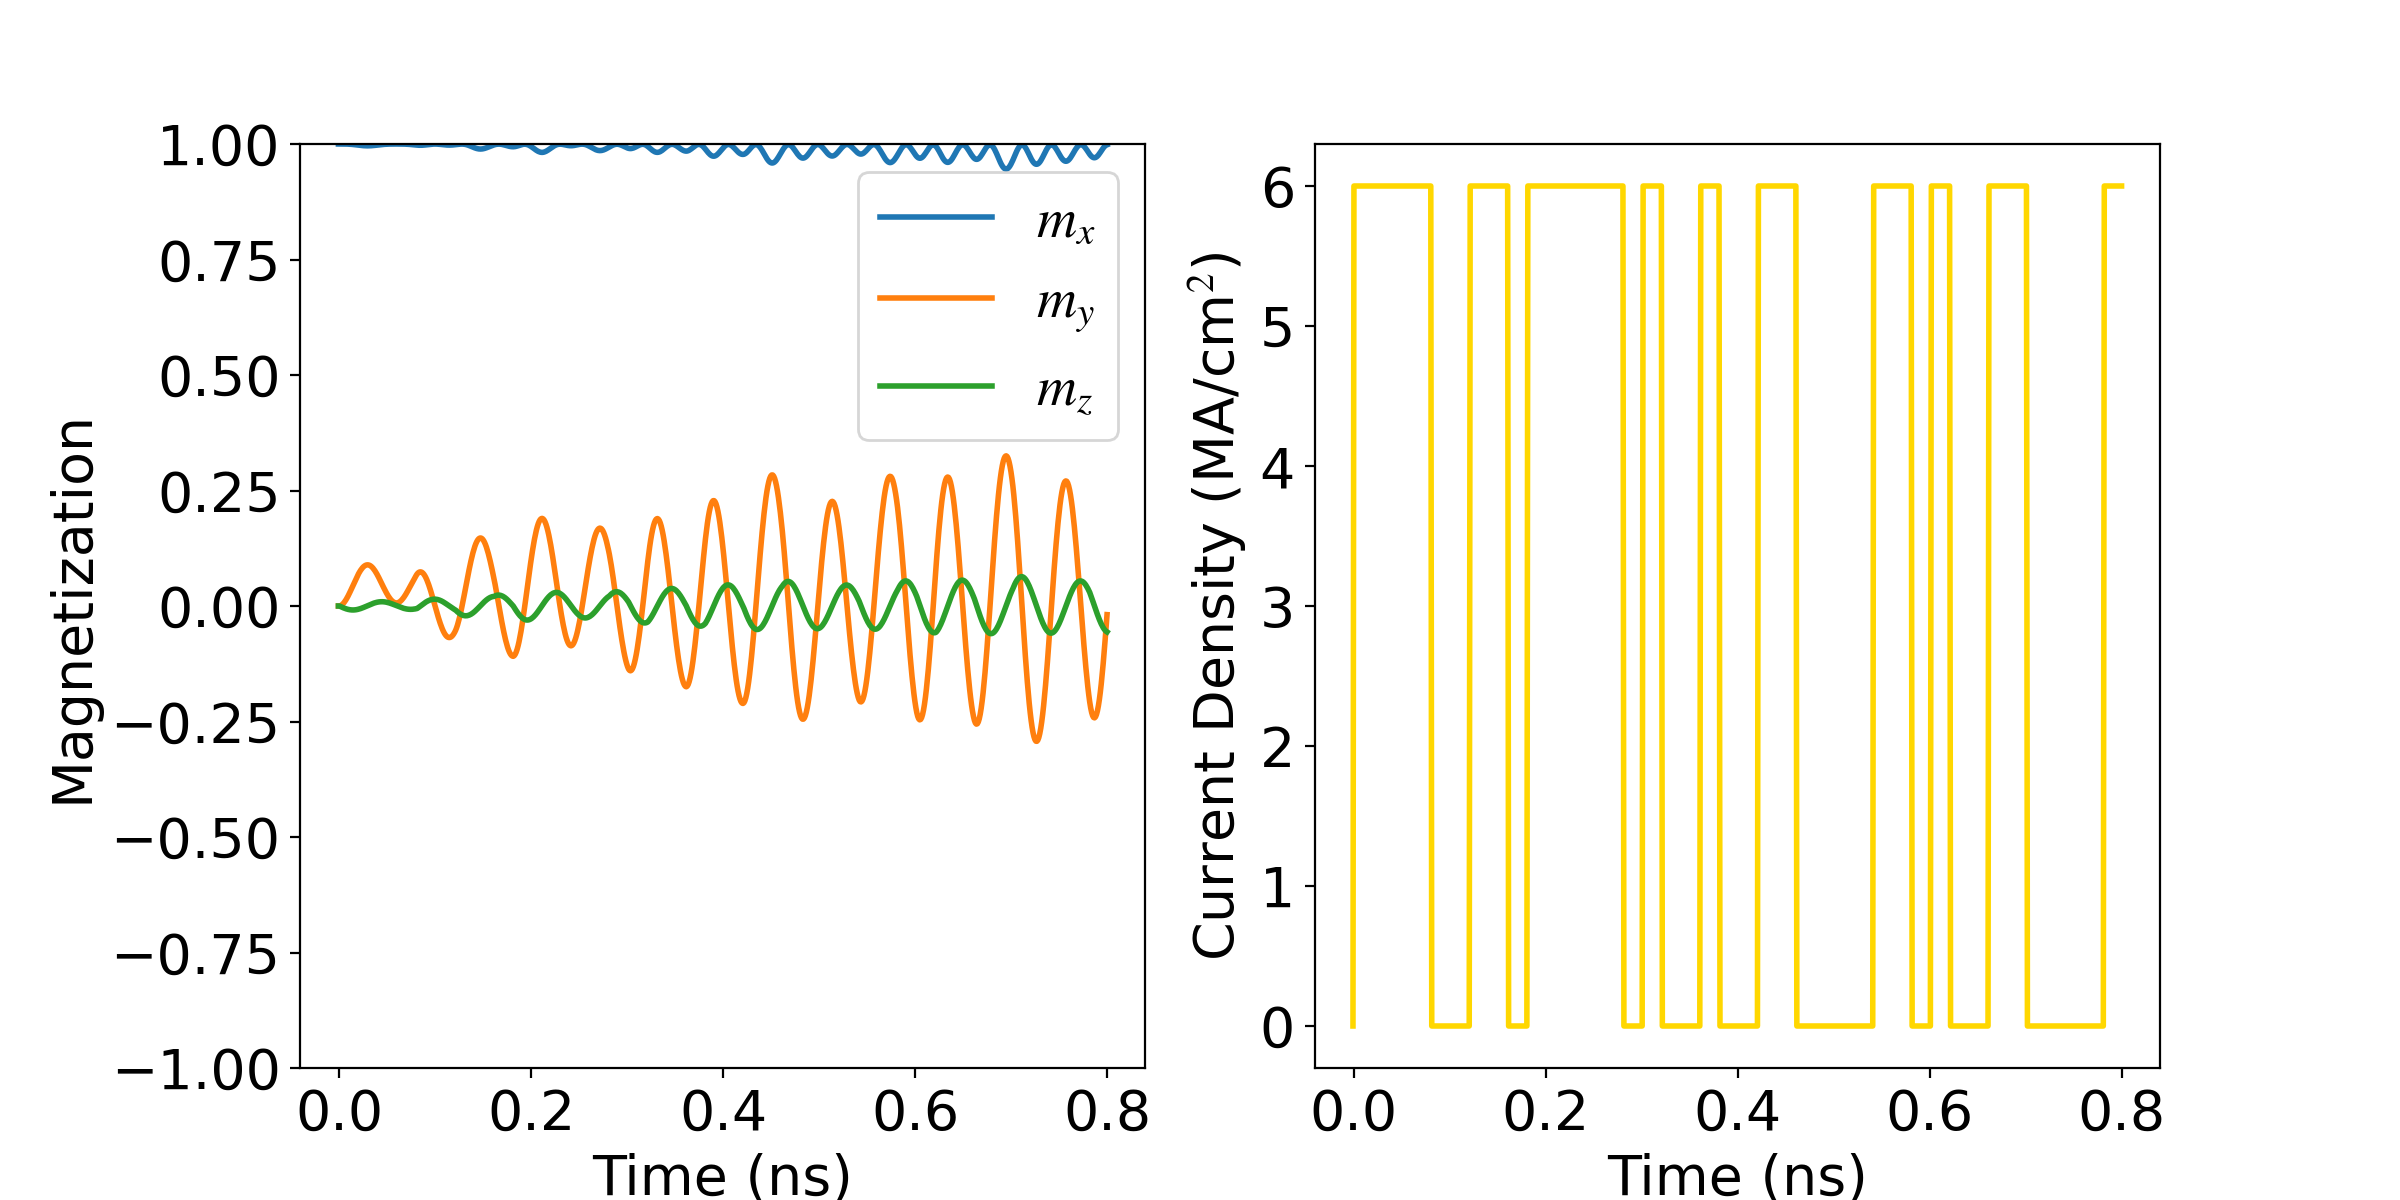 1.00
0.75
0.50
0.25
0.00
−0.25
−0.50
−0.75
−1.00
Magnetization
0.0 0.2 0.4 0.6 0.8
Time (ns)
m_x
m_y
m_z
6
5
4
3
2
1
0
Current Density (MA/cm²)
0.0 0.2 0.4 0.6 0.8
Time (ns)